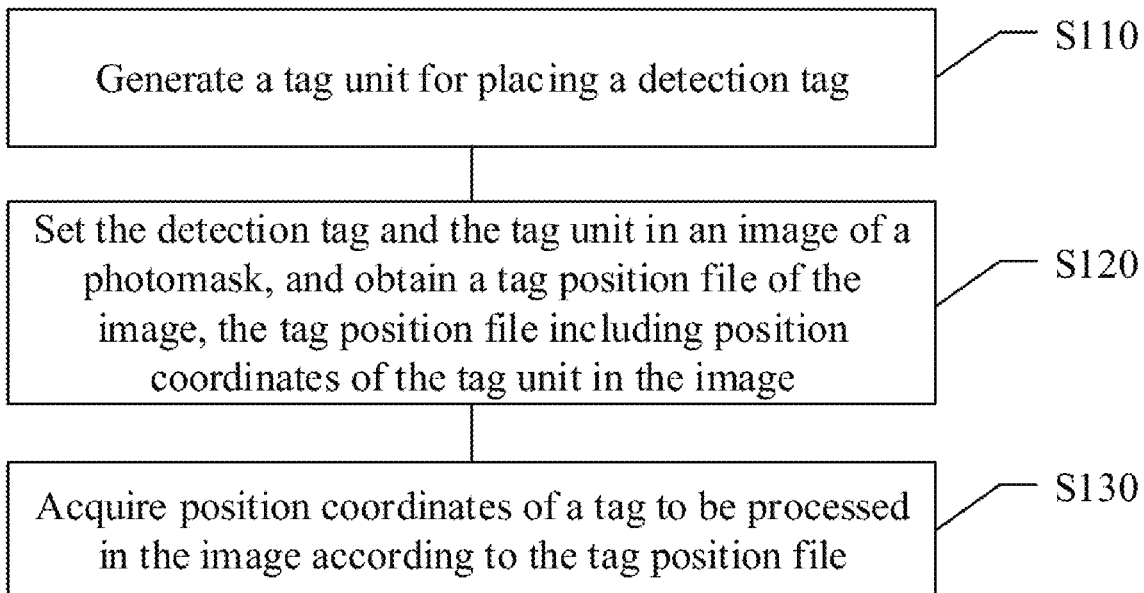 S110
Generate a tag unit for placing a detection tag
Set the detection tag and the tag unit in an image of a
photomask, and obtain a tag position file of the
image, the tag position file including position
coordinates of the tag unit in the image
S120
Acquire position coordinates of a tag to be processed
in the image according to the tag position file
S130